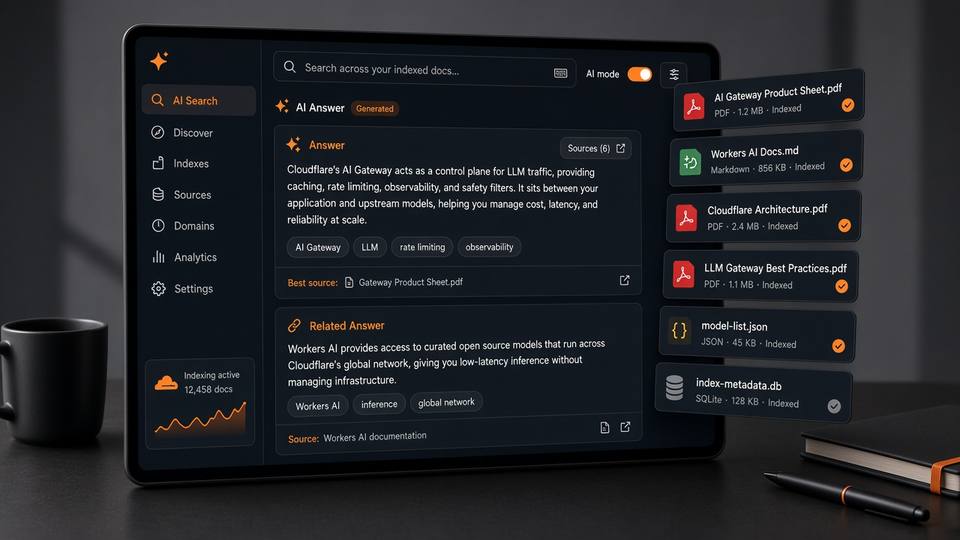 AI Search
Discover
Indexes
Sources
Domains
Analytics
Settings
Indexing active
12,458 docs
Search across your indexed docs...
AI mode
AI Answer
Generated
Answer
Sources (6)
Cloudflare's AI Gateway acts as a control plane for LLM traffic, providing
caching, rate limiting, observability, and safety filters. It sits between your
application and upstream models, helping you manage cost, latency, and
reliability at scale.
AI Gateway
LLM
rate limiting
observability
Best source: Gateway Product Sheet.pdf
Related Answer
Workers AI provides access to curated open source models that run across
Cloudflare's global network, giving you low-latency inference without
managing infrastructure.
Workers AI
inference
global network
Source: Workers AI documentation
AI Gateway Product Sheet.pdf
PDF · 1.2 MB · Indexed
Workers AI Docs.md
Markdown · 856 KB · Indexed
Cloudflare Architecture.pdf
PDF · 2.4 MB · Indexed
LLM Gateway Best Practices.pdf
PDF · 1.1 MB · Indexed
{ }
model-list.json
JSON · 45 KB · Indexed
index-metadata.db
SQLite · 128 KB · Indexed